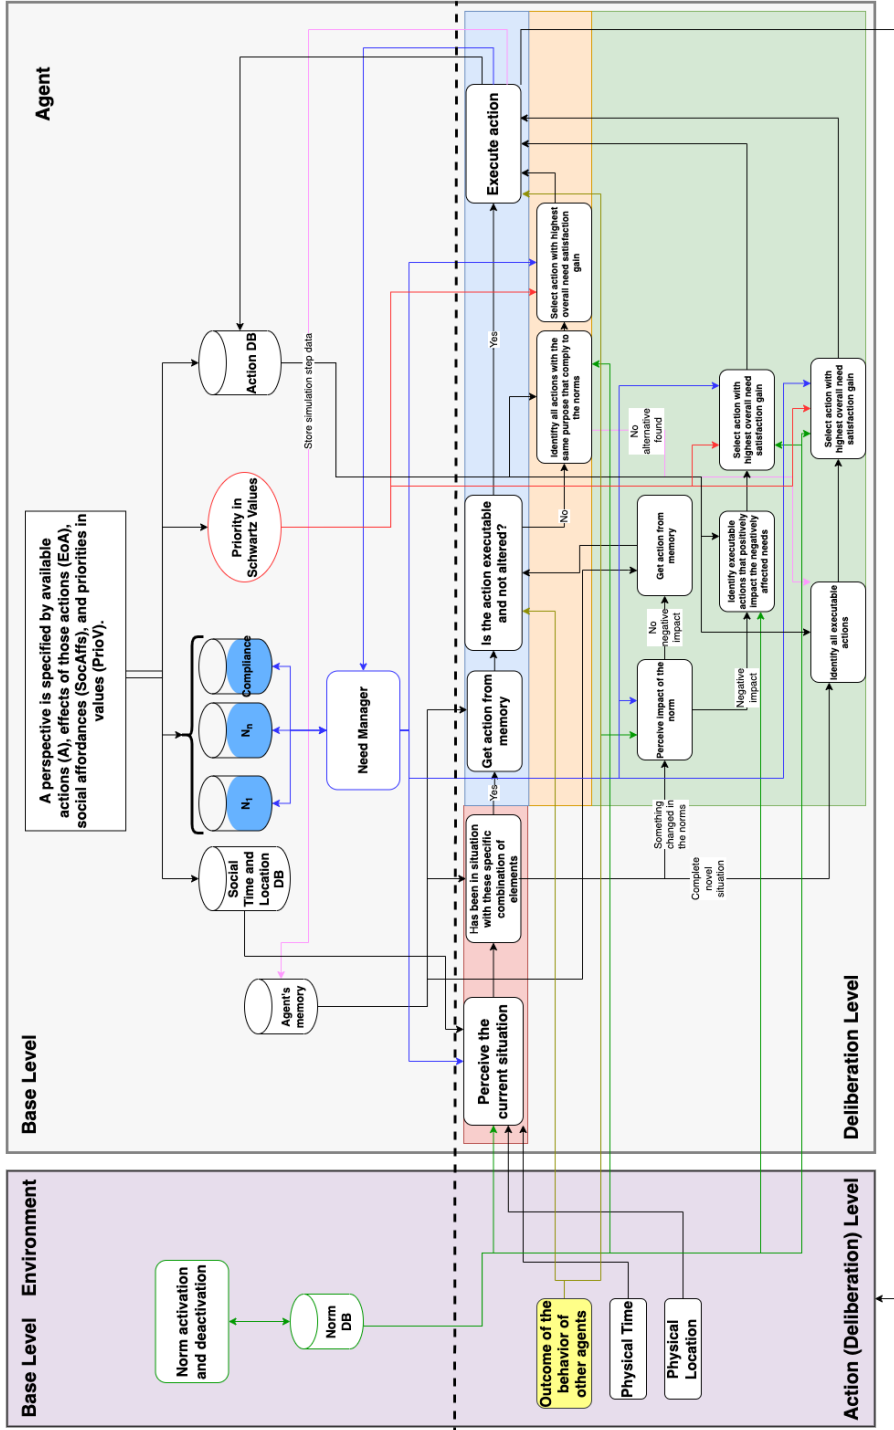 Base Level
Environment
Norm activation
and deactivation
Norm
DB
Outcome of the
behavior of
other agents
Physical Time
Physical
Location
Action (Deliberation) Level
Base Level
Agent
A perspective is specified by available
actions (A), effects of those actions (EoA),
social affordances (SocAffs), and priorities in
values (PrioV).
Agent's
memory
Social
Time and
Location
DB
N1
Nn
Compliance
Need Manager
Priority in
Schwartz Values
Action DB
Store simulation step data
Perceive the
current situation
Has been in situation
with these specific
combination of
elements
Yes
Get action from
memory
Is the action executable
and not altered?
Yes
Execute action
No
Identify all actions with the
same purpose that comply to
the norms
Select action with highest
overall need satisfaction
gain
No
alternative
found
Something
changed in
the norms
Perceive impact of the
norm
No
negative
impact
Get action from
memory
Negative
impact
Identify executable
actions that positively
impact the negatively
affected needs
Select action with
highest overall need
satisfaction gain
Complete
novel
situation
Identify all executable
actions
Select action with
highest overall need
satisfaction gain
Deliberation Level